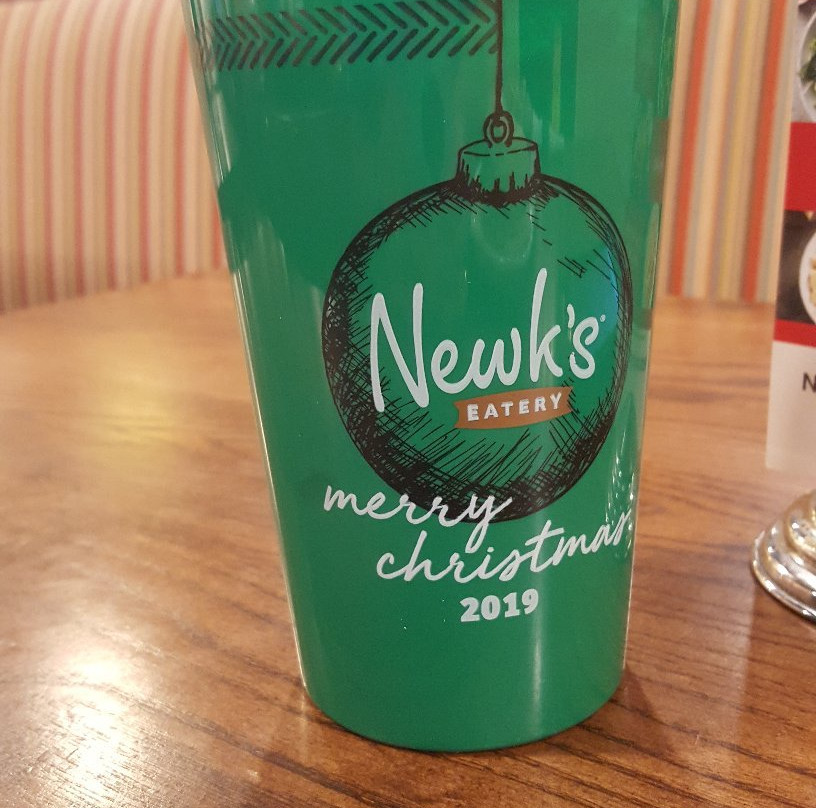 Newk's
EATERY
merry
christmas
2019
N